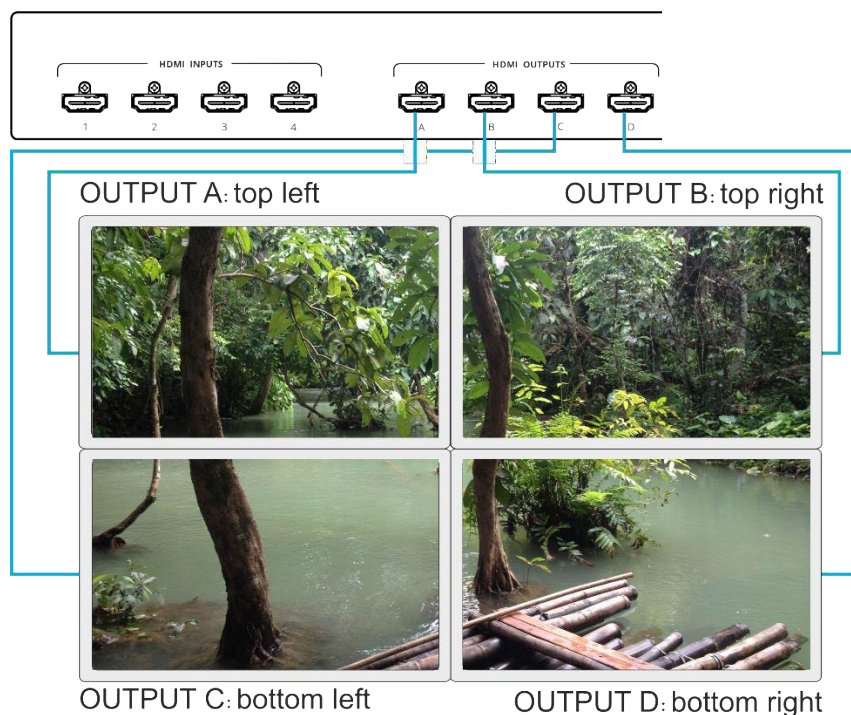 HDMI INPUTS HDMI OUTPUTS
1 2 3 4 A B C D
OUTPUT A: top left OUTPUT B: top right
OUTPUT C: bottom left OUTPUT D: bottom right